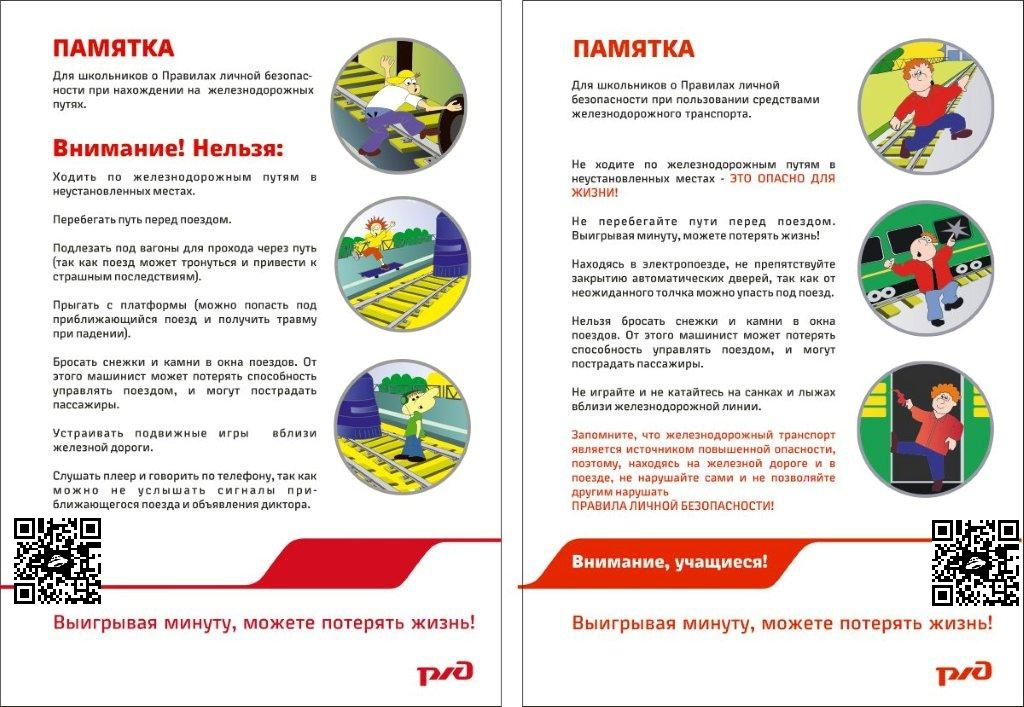 ПАМЯТКА
Для школьников о Правилах личной безопас-
ности при нахождении на железнодорожных
путях.
Внимание! Нельзя:
Ходить по железнодорожным путям в
неустановленных местах.
Перебегать путь перед поездом.
Подлезать под вагоны для прохода через путь
(так как поезд может тронуться и привести к
страшным последствиям).
Прыгать с платформы (можно попасть под
приближающийся поезд и получить травму
при падении).
Бросать снежки и камни в окна поездов. От
этого машинист может потерять способность
управлять поездом, и могут пострадать
пассажиры.
Устраивать подвижные игры вблизи
железной дороги.
Слушать плеер и говорить по телефону, так как
можно не услышать сигналы при-
ближающегося поезда и объявления диктора.
Выигрывая минуту, можете потерять жизнь!
РЖД
ПАМЯТКА
Для школьников о Правилах личной
безопасности при пользовании средствами
железнодорожного транспорта.
Не ходите по железнодорожным путям в
неустановленных местах - ЭТО ОПАСНО ДЛЯ
ЖИЗНИ!
Не перебегайте пути перед поездом.
Выигрывая минуту, можете потерять жизнь!
Находясь в электропоезде, не препятствуйте
закрытию автоматических дверей, так как от
неожиданного толчка можно упасть под поезд.
Нельзя бросать снежки и камни в окна
поездов. От этого машинист может потерять
способность управлять поездом, и могут
пострадать пассажиры.
Не играйте и не катайтесь на санках и лыжах
вблизи железнодорожной линии.
Запомните, что железнодорожный транспорт
является источником повышенной опасности,
поэтому, находясь на железной дороге и в
поезде, не нарушайте сами и не позволяйте
другим нарушать
ПРАВИЛА ЛИЧНОЙ БЕЗОПАСНОСТИ!
Внимание, учащиеся!
Выигрывая минуту, можете потерять жизнь!
РЖД